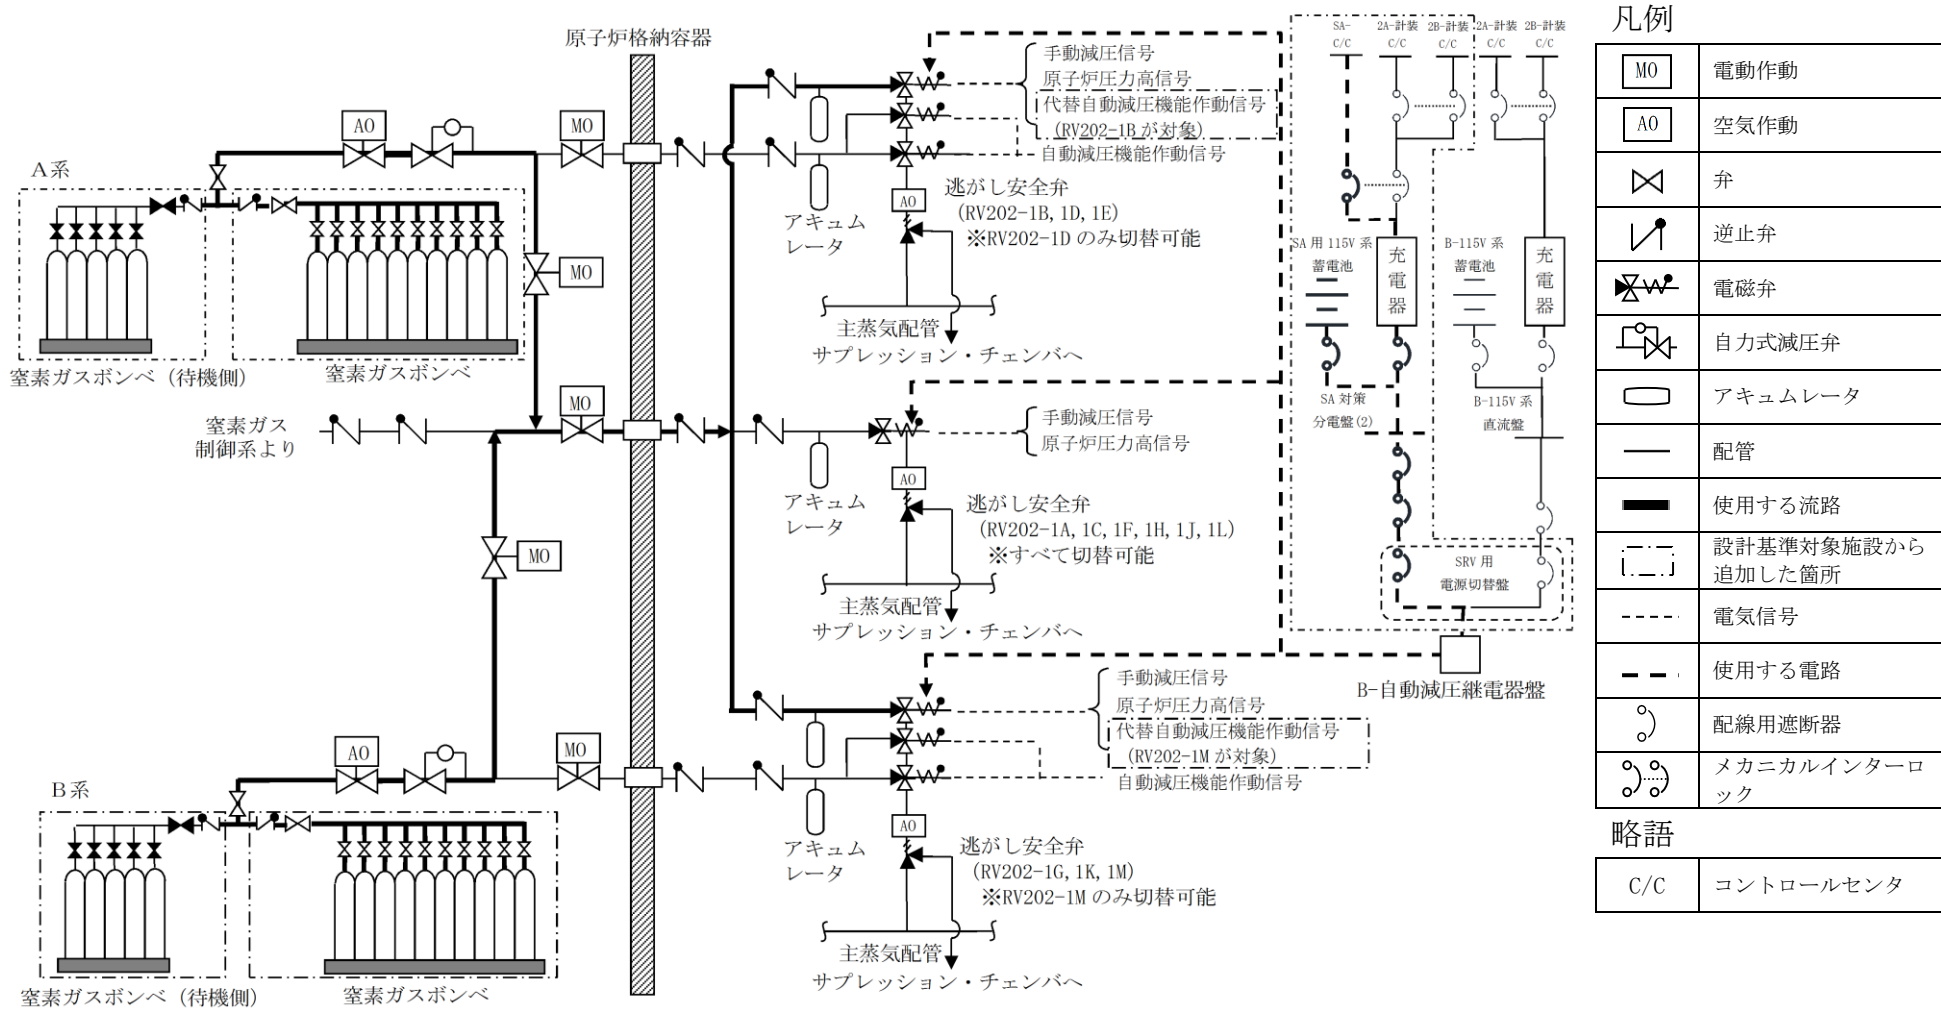 原子炉格納容器
A系
AO
MO
MO
窒素ガスボンベ（待機側）
窒素ガスボンベ
窒素ガス
制御系より
MO
MO
B系
AO
MO
窒素ガスボンベ（待機側）
窒素ガスボンベ
手動減圧信号
原子炉圧力高信号
代替自動減圧機能作動信号
（RV202-1Bが対象）
自動減圧機能作動信号
アキュム
レータ
AO
逃がし安全弁
（RV202-1B, 1D, 1E）
※RV202-1Dのみ切替可能
主蒸気配管
サプレッション・チェンバへ
手動減圧信号
原子炉圧力高信号
アキュム
レータ
AO
逃がし安全弁
（RV202-1A, 1C, 1F, 1H, 1J, 1L）
※すべて切替可能
主蒸気配管
サプレッション・チェンバへ
手動減圧信号
原子炉圧力高信号
代替自動減圧機能作動信号
（RV202-1Mが対象）
自動減圧機能作動信号
アキュム
レータ
AO
逃がし安全弁
（RV202-1G, 1K, 1M）
※RV202-1Mのみ切替可能
主蒸気配管
サプレッション・チェンバへ
SA-
C/C
2A-計装
C/C
2B-計装
C/C
2A-計装
C/C
2B-計装
C/C
SA用115V系
蓄電池
充電器
B-115V系
蓄電池
充電器
SA対策
分電盤(2)
B-115V系
直流盤
SRV用
電源切替盤
B-自動減圧継電器盤
凡例
MO 電動作動
AO 空気作動
弁
逆止弁
電磁弁
自力式減圧弁
アキュムレータ
配管
使用する流路
設計基準対象施設から
追加した箇所
電気信号
使用する電路
配線用遮断器
メカニカルインターロ
ック
略語
C/C コントロールセンタ